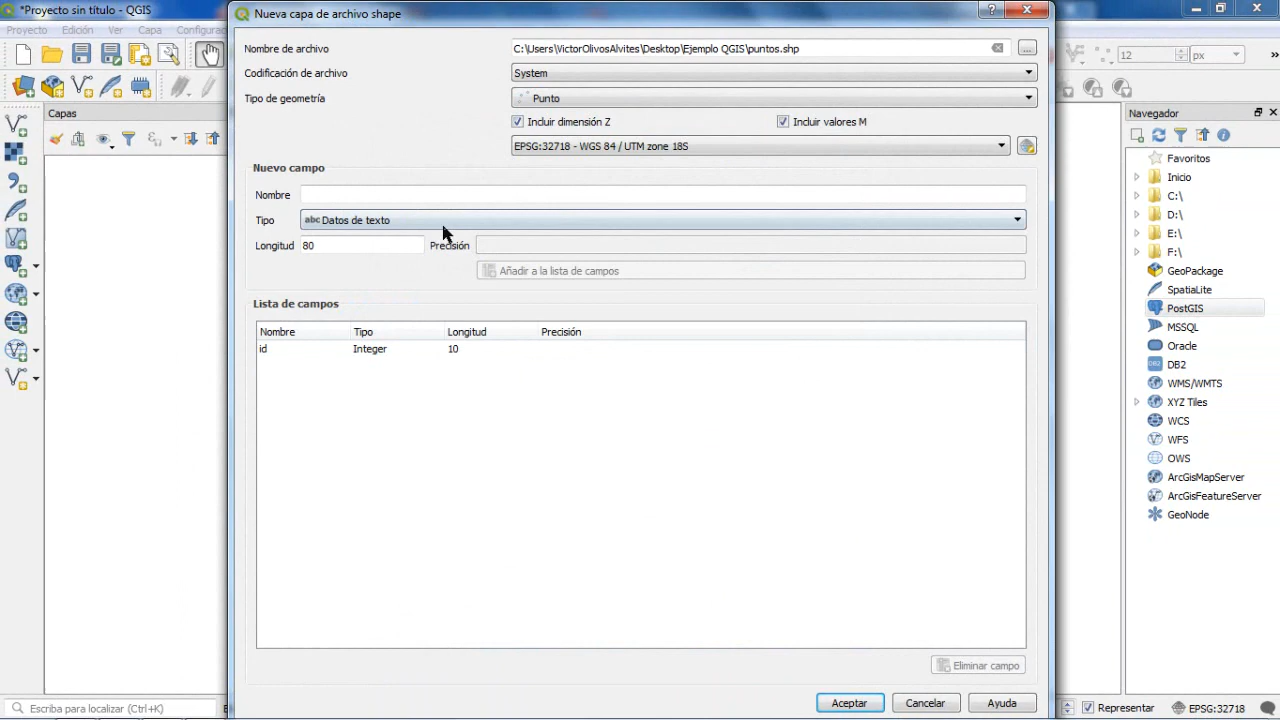 *Proyecto sin título - QGIS
Proyecto Edición Ver Capa Configurac
Nueva capa de archivo shape
Nombre de archivo
C:\Users\VictorOlivosAlvites\Desktop\Ejemplo QGIS\puntos.shp
...
Codificación de archivo
System
Tipo de geometría
Punto
Incluir dimensión Z
Incluir valores M
EPSG:32718 - WGS 84 / UTM zone 18S
Nuevo campo
Nombre
Tipo
abc Datos de texto
Longitud
80
Precisión
Añadir a la lista de campos
Lista de campos
Nombre Tipo Longitud Precisión
id Integer 10
Eliminar campo
Aceptar
Cancelar
Ayuda
Capas
12
px
»
Navegador
Favoritos
Inicio
C:\
D:\
E:\
F:\
GeoPackage
SpatiaLite
PostGIS
MSSQL
Oracle
DB2
WMS/WMTS
XYZ Tiles
WCS
WFS
OWS
ArcGisMapServer
ArcGisFeatureServer
GeoNode
Escriba para localizar (Ctrl+K)
Representar
EPSG:32718